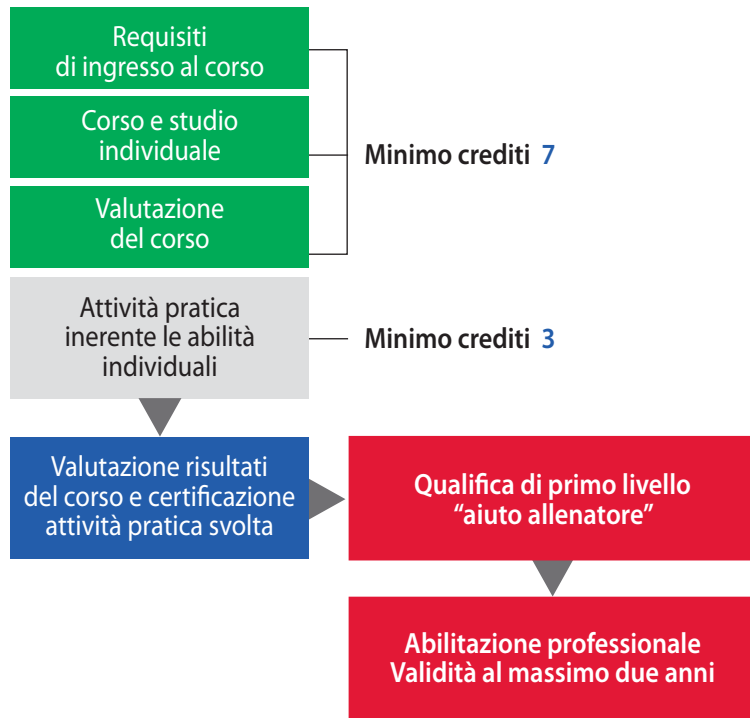 Requisiti
di ingresso al corso
Corso e studio
individuale
Minimo crediti 7
Valutazione
del corso
Attività pratica
inerente le abilità
individuali
Minimo crediti 3
Valutazione risultati
del corso e certificazione
attività pratica svolta
Qualifica di primo livello
“aiuto allenatore”
Abilitazione professionale
Validità al massimo due anni